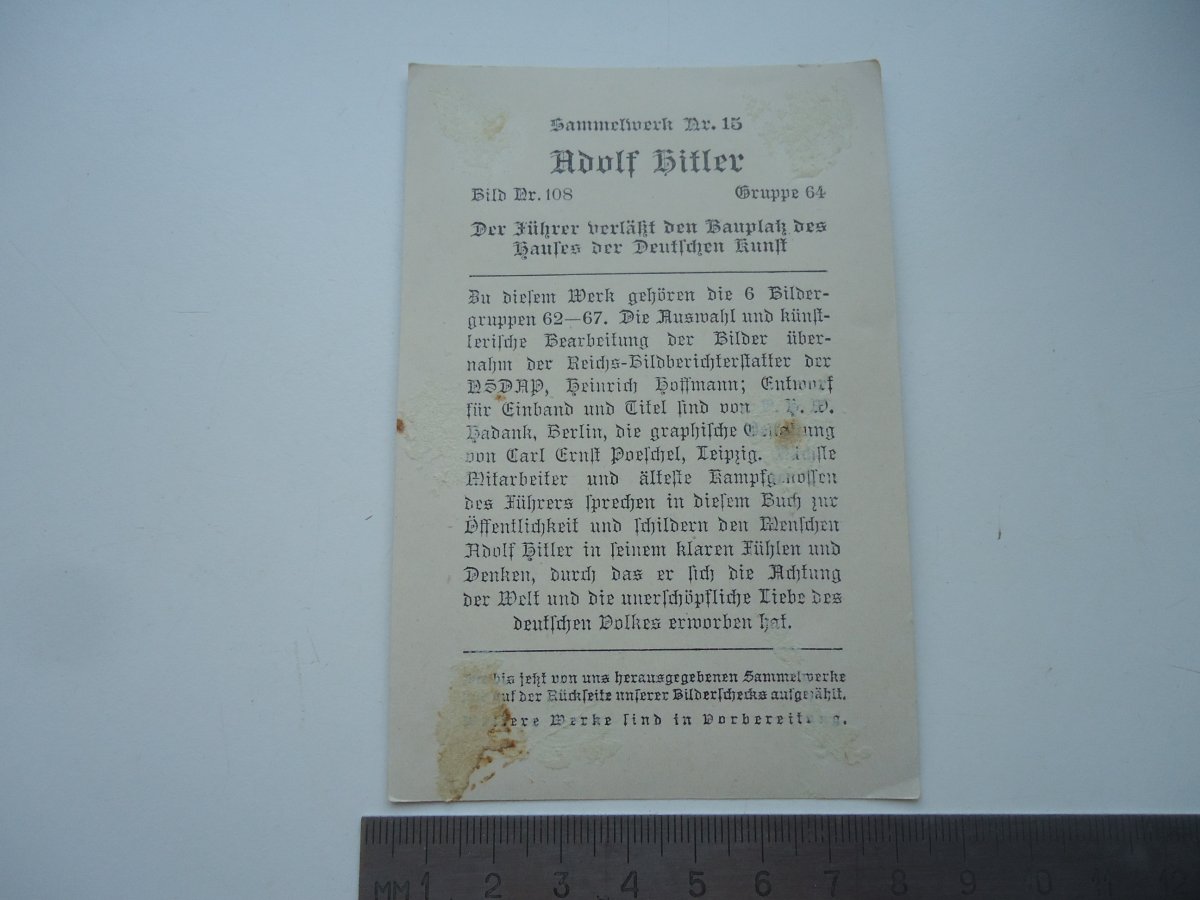 Sammelwerk Nr. 15
Adolf Hitler
Bild Nr. 108 Gruppe 64
Der Führer verläßt den Bauplatz des
Hauses der Deutschen Kunst
Zu diesem Werk gehören die 6 Bilder-
gruppen 62—67. Die Auswahl und künst-
lerische Bearbeitung der Bilder über-
nahm der Reichs-Bildberichterstatter der
NSDAP, Heinrich Hoffmann; Entwurf
für Einband und Titel sind von H. W.
Hadank, Berlin, die graphische Gestaltung
von Carl Ernst Poeschel, Leipzig. Nächste
Mitarbeiter und älteste Kampfgenossen
des Führers sprechen in diesem Buch zur
Öffentlichkeit und schildern den Menschen
Adolf Hitler in seinem klaren Fühlen und
Denken, durch das er sich die Achtung
der Welt und die unerschöpfliche Liebe des
deutschen Volkes erworben hat.
bis jetzt von uns herausgegebenen Sammelwerke
auf der Rückseite unserer Bilderschecks aufgezählt.
Weitere Werke sind in Vorbereitung.
MM 1 2 3 4 5 6 7 8 9 10 11 12